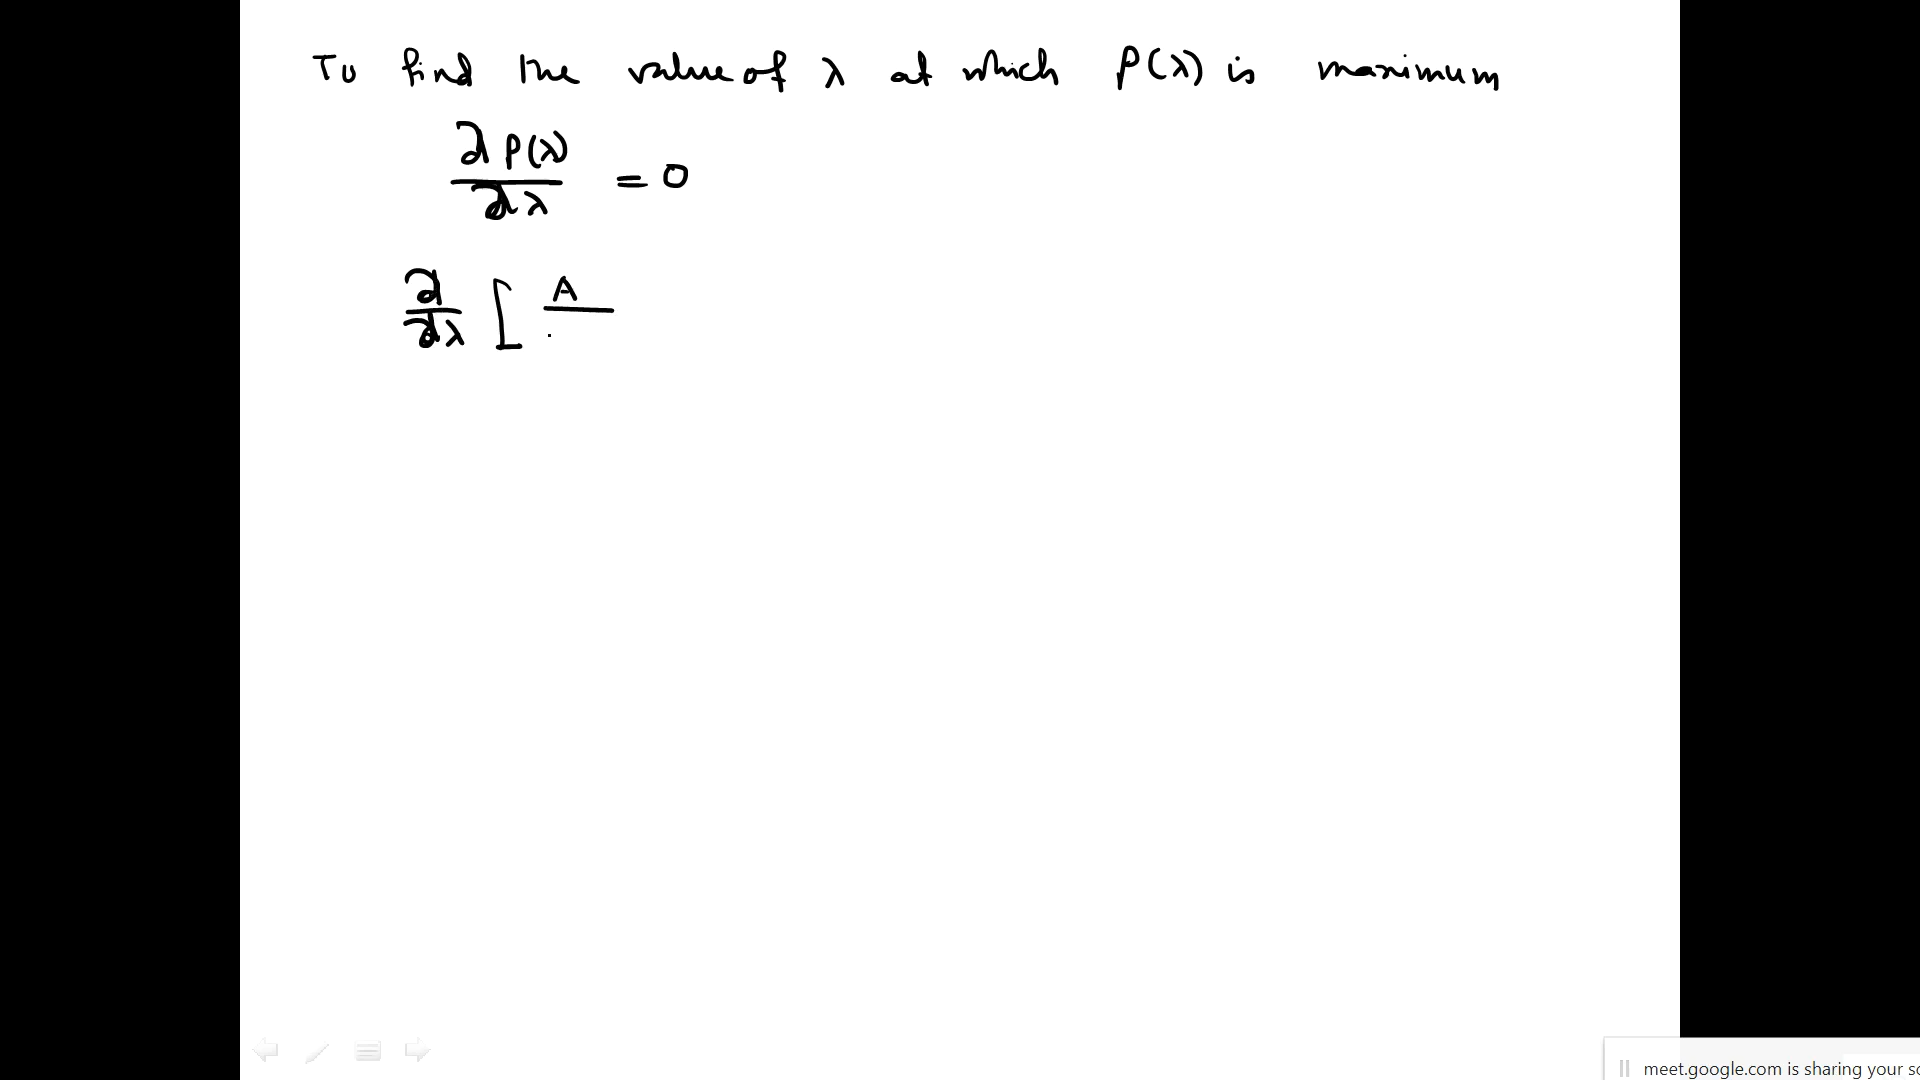 To find the value of λ at which P(λ) is maximum
∂P(λ)/∂λ = 0
∂/∂λ [ A/
meet.google.com is sharing your sc